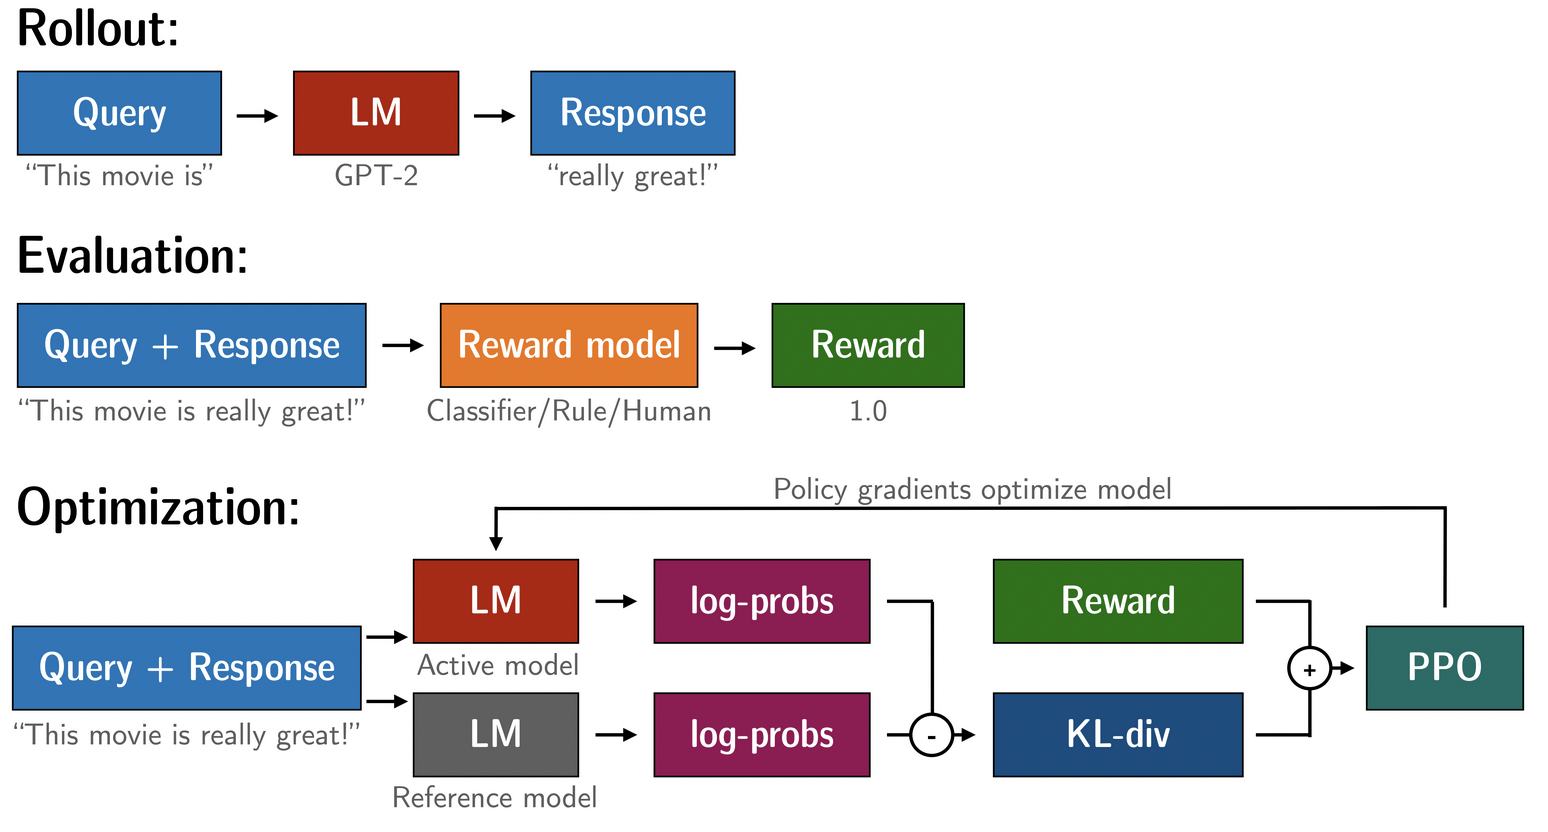 Rollout:
Query
LM
Response
“This movie is”
GPT-2
“really great!”
Evaluation:
Query + Response
Reward model
Reward
“This movie is really great!”
Classifier/Rule/Human
1.0
Optimization:
Policy gradients optimize model
LM
log-probs
Reward
Active model
Query + Response
+
PPO
“This movie is really great!”
LM
log-probs
-
KL-div
Reference model